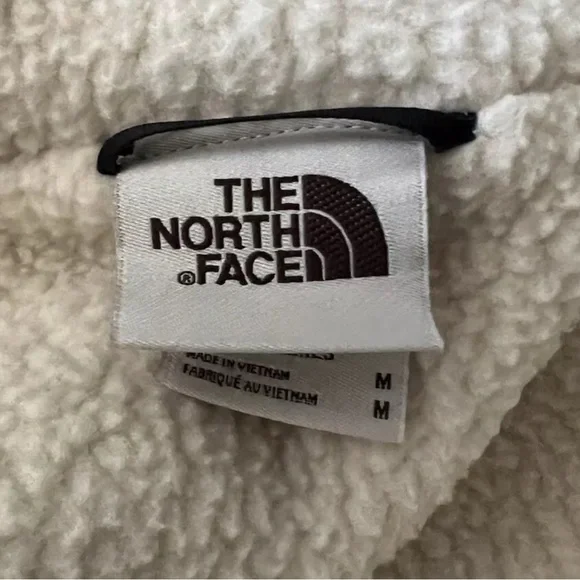 THE
NORTH
®FACE
MADE IN VIETNAM
FABRIQUÉ AU VIETNAM
M
M